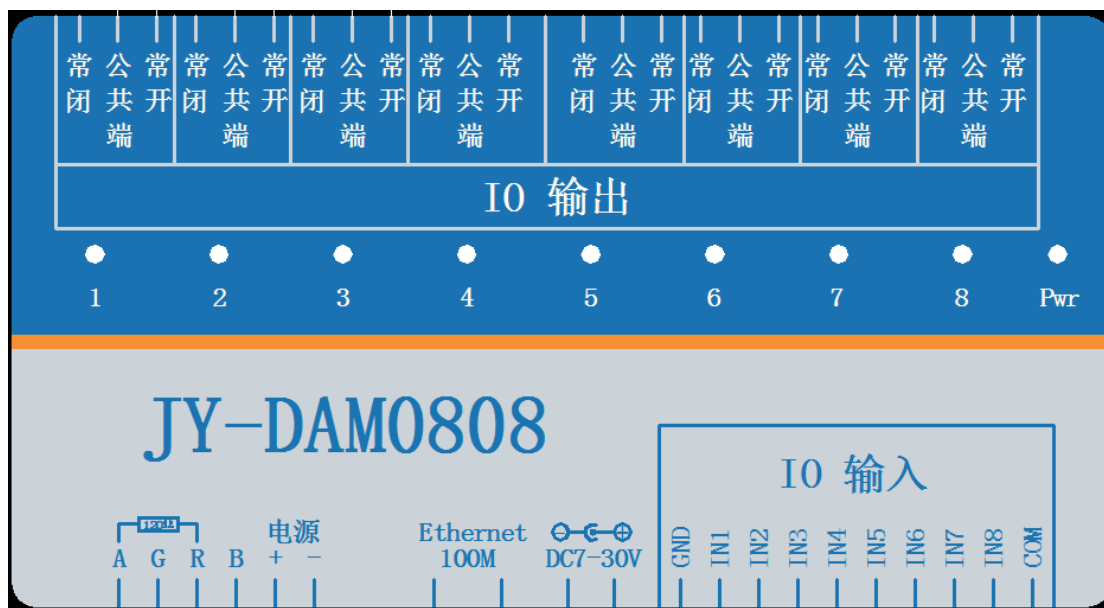 常闭 公共端 常开 常闭 公共端 常开 常闭 公共端 常开 常闭 公共端 常开 常闭 公共端 常开 常闭 公共端 常开 常闭 公共端 常开 常闭 公共端 常开
IO 输出
1 2 3 4 5 6 7 8 Pwr
JY-DAM0808
IO 输入
120Ω
A G R B
电源
+ -
Ethernet
100M
DC7-30V
GND IN1 IN2 IN3 IN4 IN5 IN6 IN7 IN8 COM